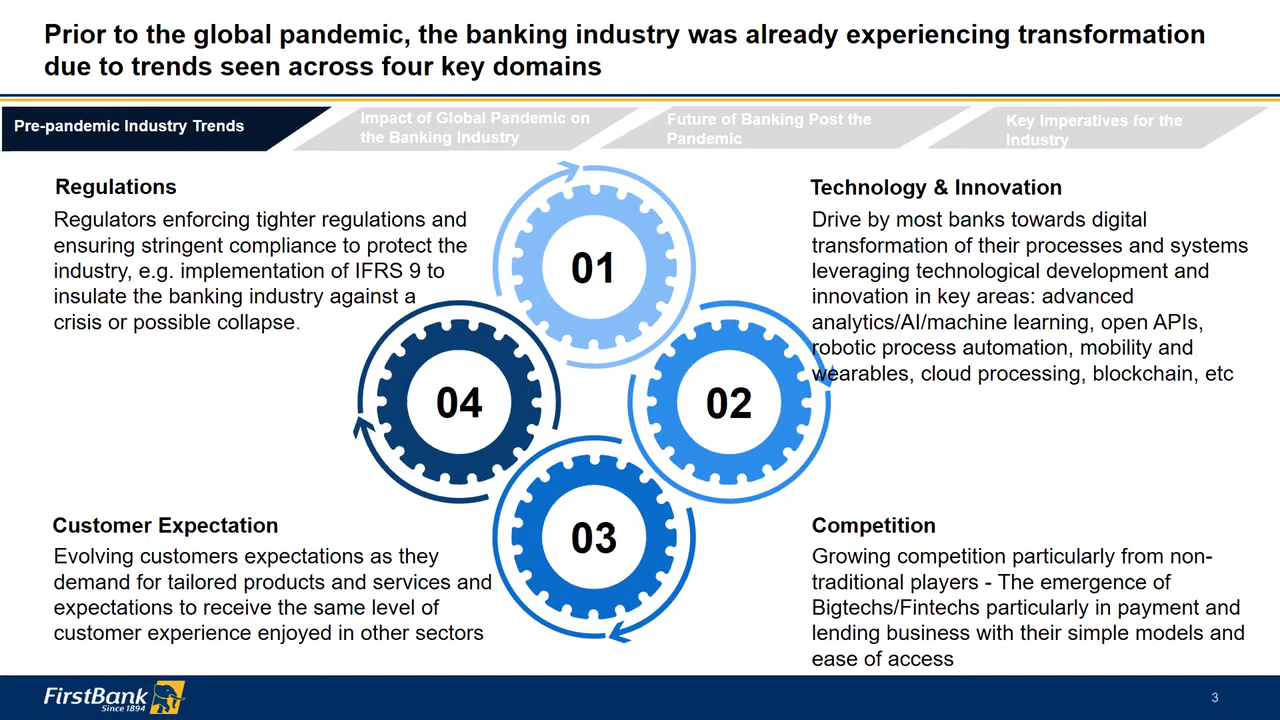 Prior to the global pandemic, the banking industry was already experiencing transformation
due to trends seen across four key domains
Pre-pandemic Industry Trends
Impact of Global Pandemic on
the Banking Industry
Future of Banking Post the
Pandemic
Key Imperatives for the
Industry
Regulations
Regulators enforcing tighter regulations and
ensuring stringent compliance to protect the
industry, e.g. implementation of IFRS 9 to
insulate the banking industry against a
crisis or possible collapse.
01
Technology & Innovation
Drive by most banks towards digital
transformation of their processes and systems
leveraging technological development and
innovation in key areas: advanced
analytics/AI/machine learning, open APIs,
robotic process automation, mobility and
wearables, cloud processing, blockchain, etc
04
02
03
Customer Expectation
Evolving customers expectations as they
demand for tailored products and services and
expectations to receive the same level of
customer experience enjoyed in other sectors
Competition
Growing competition particularly from non-
traditional players - The emergence of
Bigtechs/Fintechs particularly in payment and
lending business with their simple models and
ease of access
FirstBank
Since 1894
3